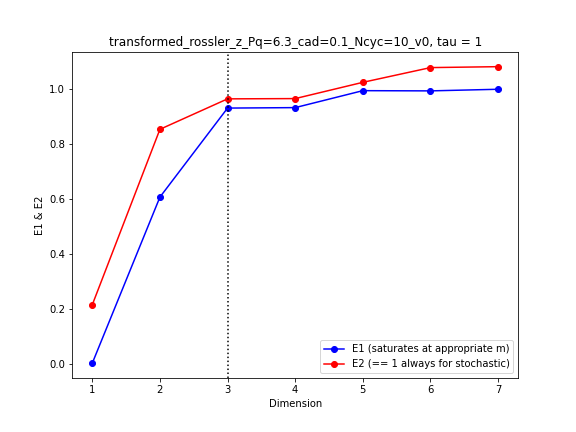 transformed_rossler_z_Pq=6.3_cad=0.1_Ncyc=10_v0, tau = 1
1.0
0.8
0.6
0.4
0.2
0.0
E1 & E2
E1 (saturates at appropriate m)
E2 (== 1 always for stochastic)
1 2 3 4 5 6 7
Dimension